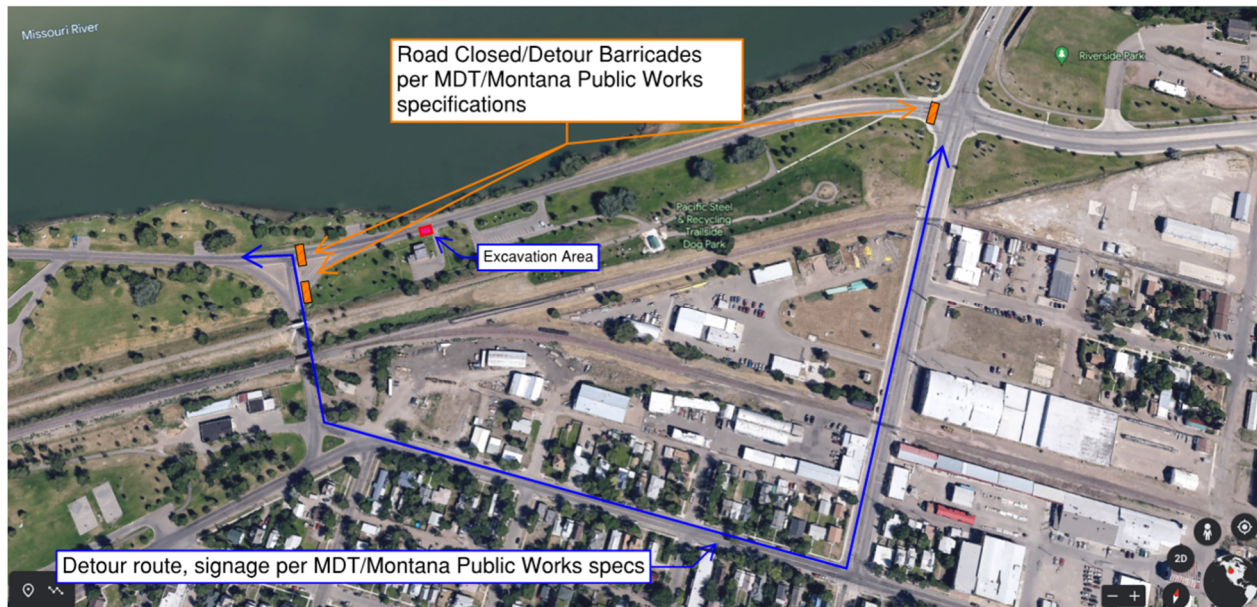 Missouri River
Road Closed/Detour Barricades
per MDT/Montana Public Works
specifications
Riverside Park
Pacific Steel
& Recycling
Trailside
Dog Park
Excavation Area
Detour route, signage per MDT/Montana Public Works specs
2D